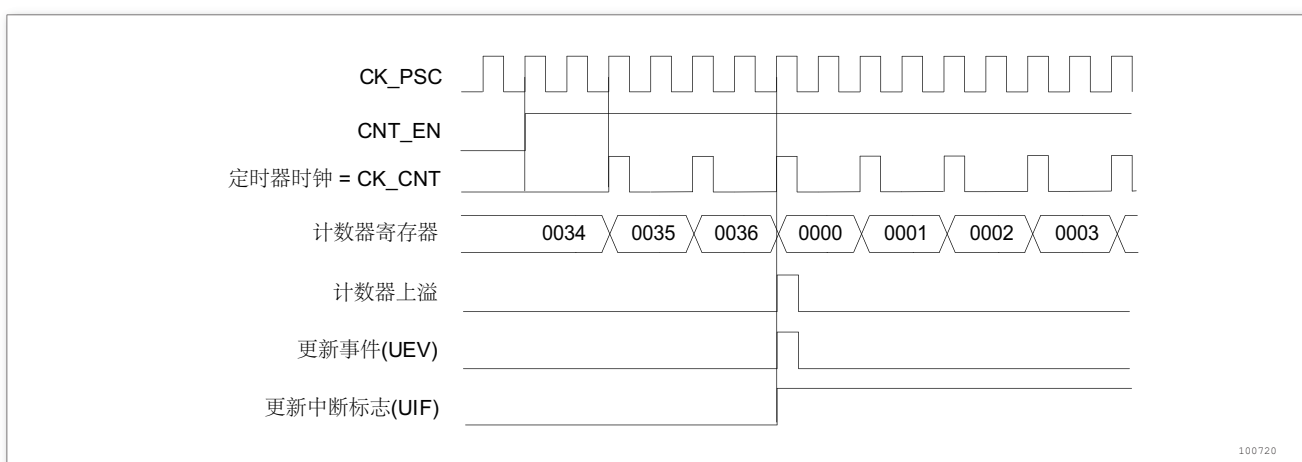 CK_PSC
CNT_EN
定时器时钟 = CK_CNT
计数器寄存器 0034 0035 0036 0000 0001 0002 0003
计数器上溢
更新事件(UEV)
更新中断标志(UIF)
100720